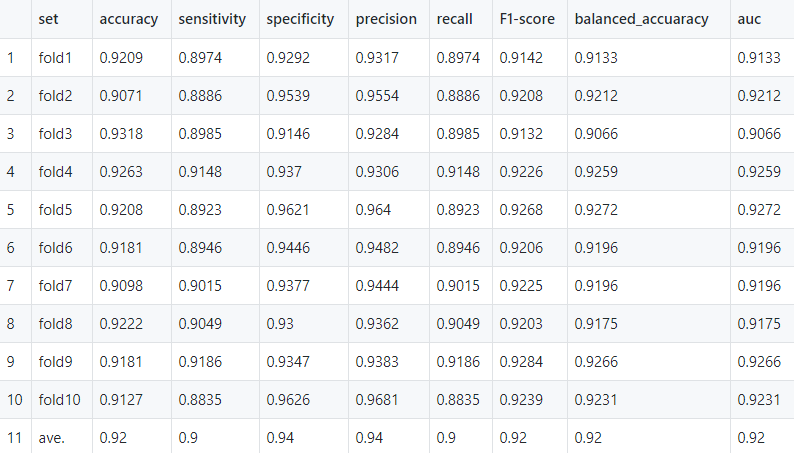 set accuracy sensitivity specificity precision recall F1-score balanced_accuaracy auc
1 fold1 0.9209 0.8974 0.9292 0.9317 0.8974 0.9142 0.9133 0.9133
2 fold2 0.9071 0.8886 0.9539 0.9554 0.8886 0.9208 0.9212 0.9212
3 fold3 0.9318 0.8985 0.9146 0.9284 0.8985 0.9132 0.9066 0.9066
4 fold4 0.9263 0.9148 0.937 0.9306 0.9148 0.9226 0.9259 0.9259
5 fold5 0.9208 0.8923 0.9621 0.964 0.8923 0.9268 0.9272 0.9272
6 fold6 0.9181 0.8946 0.9446 0.9482 0.8946 0.9206 0.9196 0.9196
7 fold7 0.9098 0.9015 0.9377 0.9444 0.9015 0.9225 0.9196 0.9196
8 fold8 0.9222 0.9049 0.93 0.9362 0.9049 0.9203 0.9175 0.9175
9 fold9 0.9181 0.9186 0.9347 0.9383 0.9186 0.9284 0.9266 0.9266
10 fold10 0.9127 0.8835 0.9626 0.9681 0.8835 0.9239 0.9231 0.9231
11 ave. 0.92 0.9 0.94 0.94 0.9 0.92 0.92 0.92